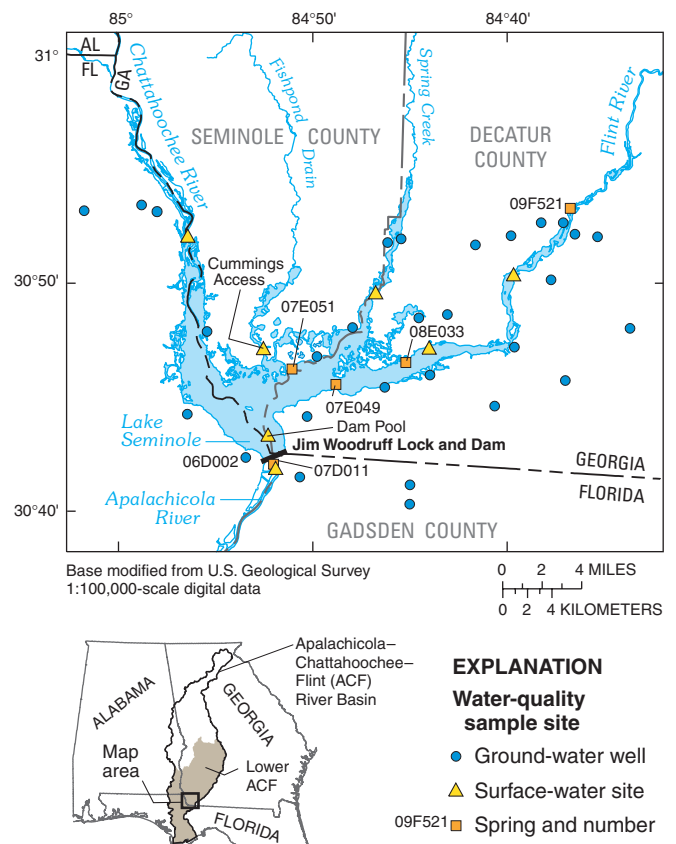 85°
84°50'
84°40'
31°
AL
FL
GA
Chattahoochee River
Fishpond
Drain
Spring Creek
Flint River
SEMINOLE COUNTY
DECATUR
COUNTY
09F521
30°50'
Cummings
Access
07E051
08E033
07E049
Lake
Seminole
Dam Pool
Jim Woodruff Lock and Dam
06D002
07D011
GEORGIA
FLORIDA
Apalachicola
River
30°40'
GADSDEN COUNTY
Base modified from U.S. Geological Survey
1:100,000-scale digital data
0 2 4 MILES
0 2 4 KILOMETERS
Apalachicola–
Chattahoochee–
Flint (ACF)
River Basin
ALABAMA
GEORGIA
Map
area
Lower
ACF
FLORIDA
EXPLANATION
Water-quality
sample site
Ground-water well
Surface-water site
09F521 Spring and number